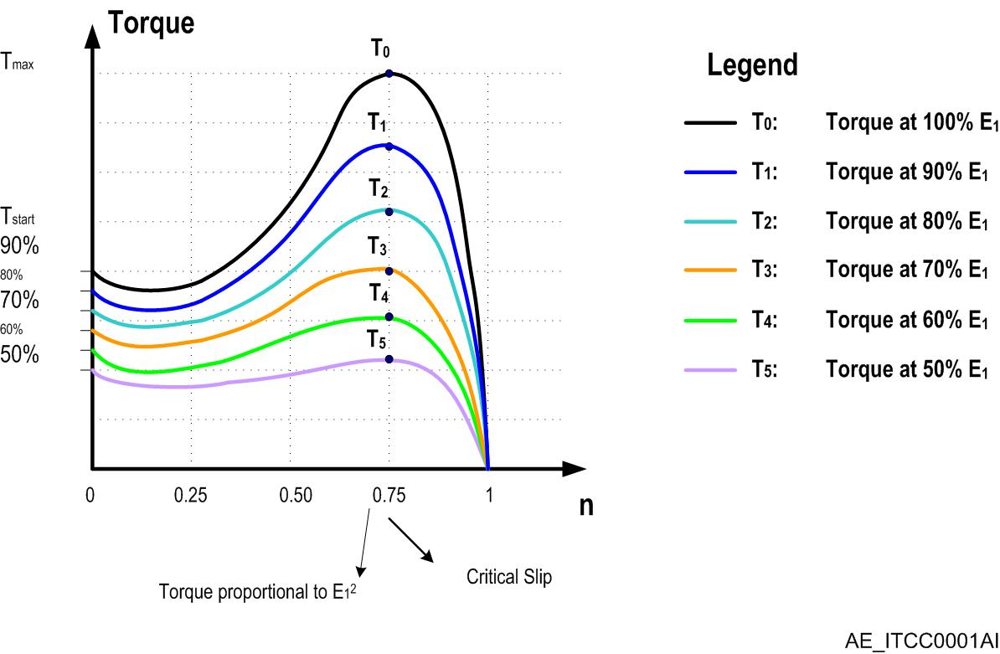 Torque
Tmax
T0
T1
T2
T3
T4
T5
Tstart
90%
80%
70%
60%
50%
0 0.25 0.50 0.75 1
n
Torque proportional to E1²
Critical Slip
Legend
T0: Torque at 100% E1
T1: Torque at 90% E1
T2: Torque at 80% E1
T3: Torque at 70% E1
T4: Torque at 60% E1
T5: Torque at 50% E1
AE_ITCC0001AI